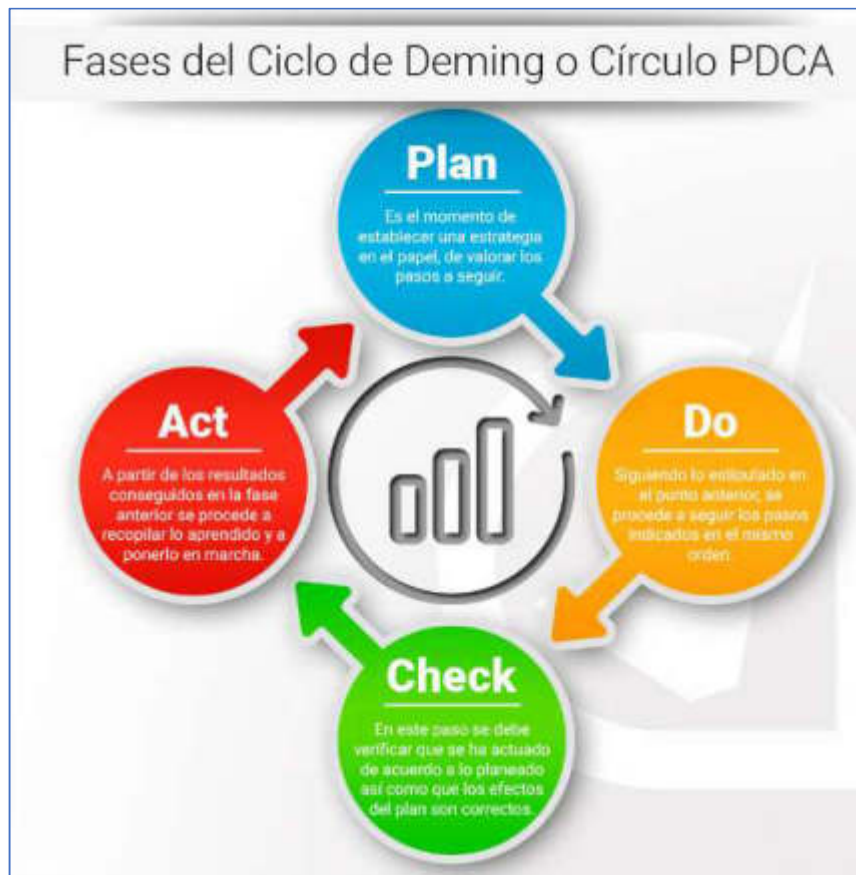 Fases del Ciclo de Deming o Círculo PDCA
Plan
Es el momento de
establecer una estrategia
en el papel, de valorar los
pasos a seguir.
Do
Siguiendo lo estipulado en
el punto anterior, se
procede a seguir los pasos
indicados en el mismo
orden
Check
En este paso se debe
verificar que se ha actuado
de acuerdo a lo planeado
así como que los efectos
del plan son correctos.
Act
A partir de los resultados
conseguidos en la fase
anterior se procede a
recopilar lo aprendido y a
ponerlo en marcha.